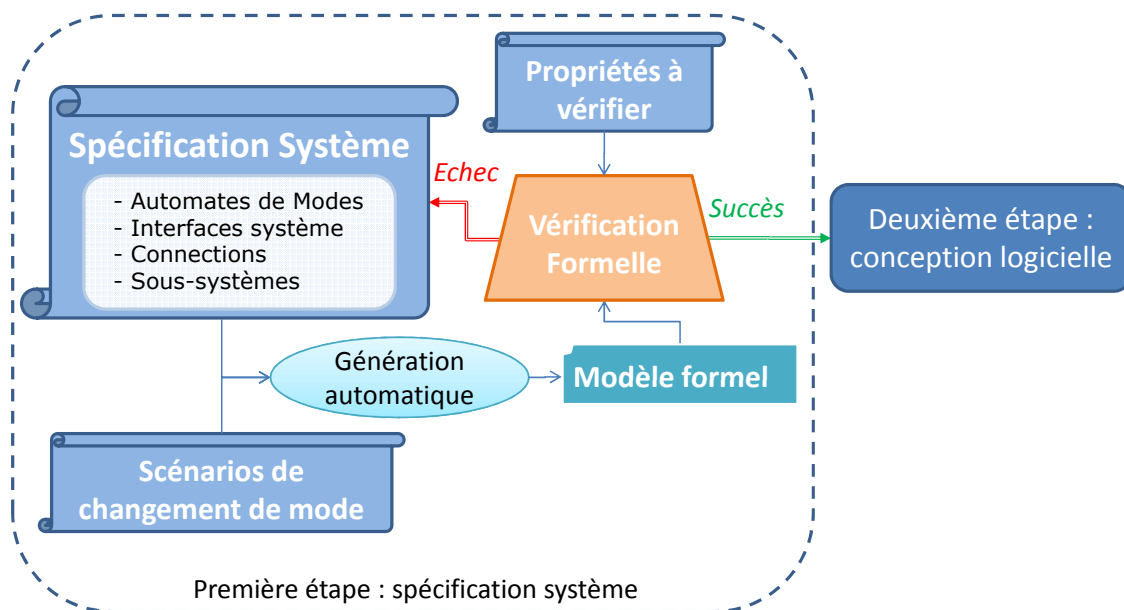 Propriétés à
vérifier
Spécification Système
- Automates de Modes
- Interfaces système
- Connections
- Sous-systèmes
Echec
Vérification
Formelle
Succès
Deuxième étape :
conception logicielle
Génération
automatique
Modèle formel
Scénarios de
changement de mode
Première étape : spécification système